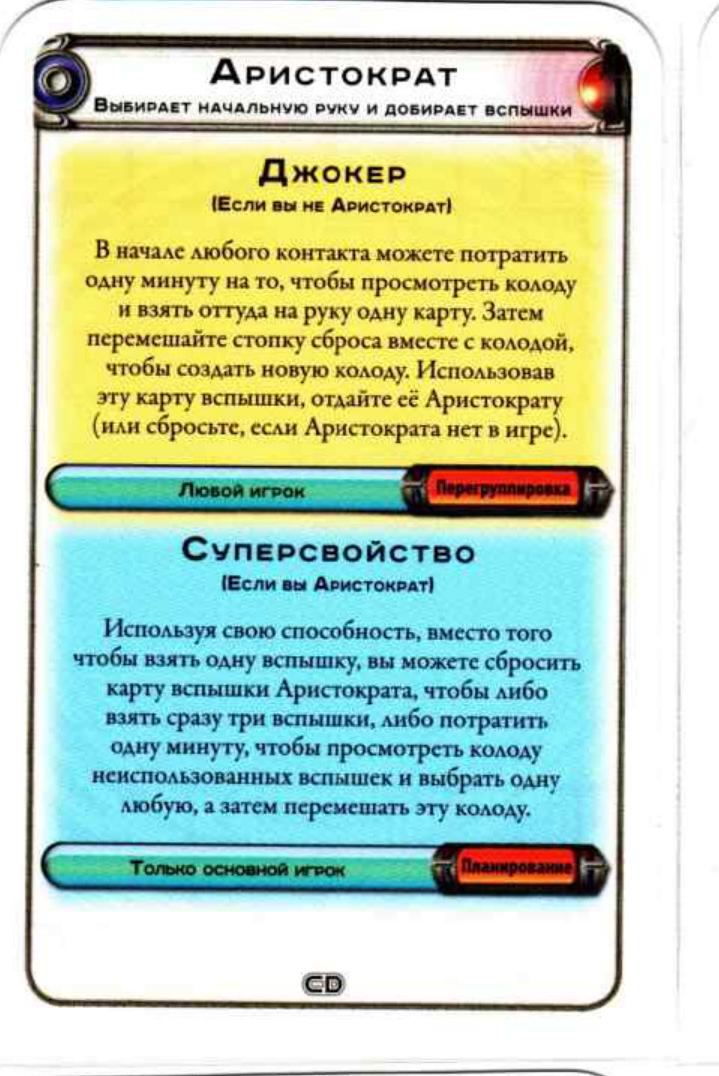 Аристократ
Выбирает начальную руку и добирает вспышки
Джокер
(Если вы не Аристократ)
В начале любого контакта можете потратить
одну минуту на то, чтобы просмотреть колоду
и взять оттуда на руку одну карту. Затем
перемешайте стопку сброса вместе с колодой,
чтобы создать новую колоду. Использовав
эту карту вспышки, отдайте её Аристократу
(или сбросьте, если Аристократа нет в игре).
Любой игрок
Перегруппировка
Суперсвойство
(Если вы Аристократ)
Используя свою способность, вместо того
чтобы взять одну вспышку, вы можете сбросить
карту вспышки Аристократа, чтобы либо
взять сразу три вспышки, либо потратить
одну минуту, чтобы просмотреть колоду
неиспользованных вспышек и выбрать одну
любую, а затем перемешать эту колоду.
Только основной игрок
Планирование
CD